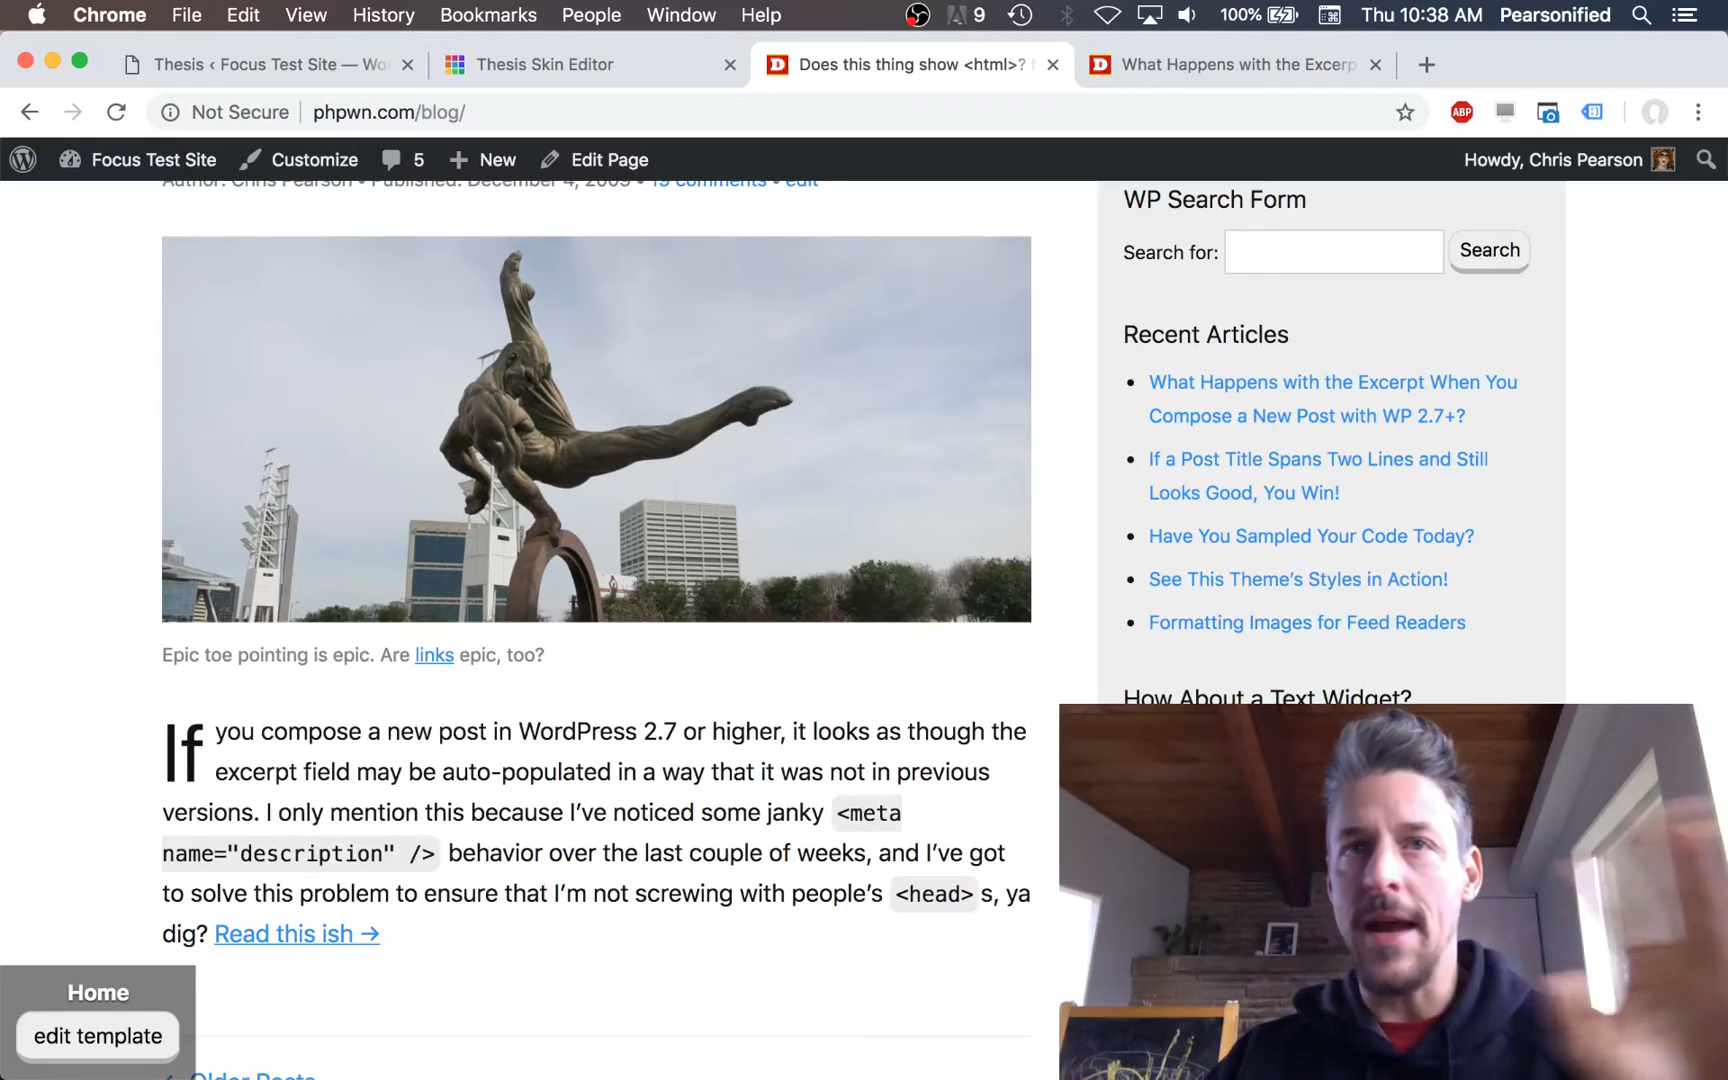 Chrome File Edit View History Bookmarks People Window Help 9 100% Thu 10:38 AM Pearsonified
Thesis ‹ Focus Test Site — Wo
Thesis Skin Editor
Does this thing show <html>?
What Happens with the Excerp
Not Secure phpwn.com/blog/
ABP
Focus Test Site Customize 5 New Edit Page Howdy, Chris Pearson
Author: Chris Pearson • Published: December 4, 2009 • 19 comments • edit
Epic toe pointing is epic. Are links epic, too?
If you compose a new post in WordPress 2.7 or higher, it looks as though the
excerpt field may be auto-populated in a way that it was not in previous
versions. I only mention this because I’ve noticed some janky <meta
name="description" /> behavior over the last couple of weeks, and I’ve got
to solve this problem to ensure that I’m not screwing with people’s <head> s, ya
dig? Read this ish →
Older Posts
WP Search Form
Search for: Search
Recent Articles
• What Happens with the Excerpt When You
Compose a New Post with WP 2.7+?
• If a Post Title Spans Two Lines and Still
Looks Good, You Win!
• Have You Sampled Your Code Today?
• See This Theme’s Styles in Action!
• Formatting Images for Feed Readers
How About a Text Widget?
Home
edit template